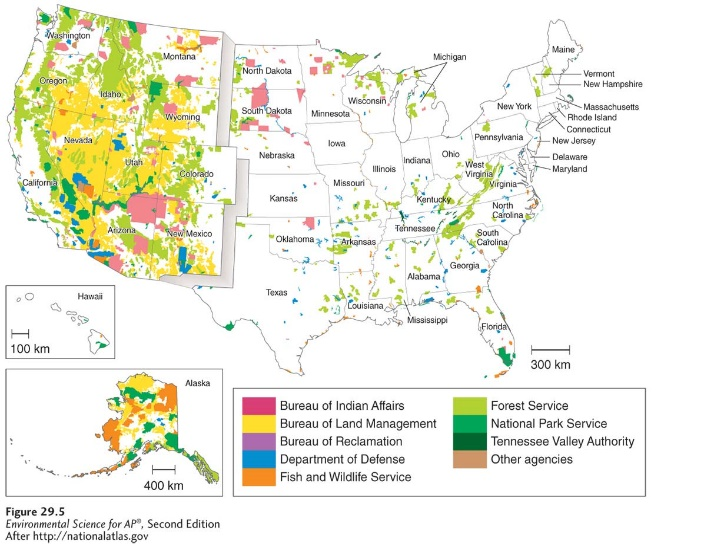 Washington
Montana
Oregon
Idaho
Wyoming
Nevada
Utah
California
Colorado
Arizona
New Mexico
North Dakota
South Dakota
Nebraska
Kansas
Oklahoma
Texas
Minnesota
Iowa
Missouri
Arkansas
Louisiana
Wisconsin
Michigan
Illinois
Indiana
Ohio
Kentucky
Tennessee
Mississippi
Alabama
Georgia
Florida
South
Carolina
North
Carolina
Virginia
West
Virginia
Pennsylvania
New York
Maine
Vermont
New Hampshire
Massachusetts
Rhode Island
Connecticut
New Jersey
Delaware
Maryland
Hawaii
100 km
300 km
Alaska
400 km
Bureau of Indian Affairs
Bureau of Land Management
Bureau of Reclamation
Department of Defense
Fish and Wildlife Service
Forest Service
National Park Service
Tennessee Valley Authority
Other agencies
Figure 29.5
Environmental Science for AP®, Second Edition
After http://nationalatlas.gov